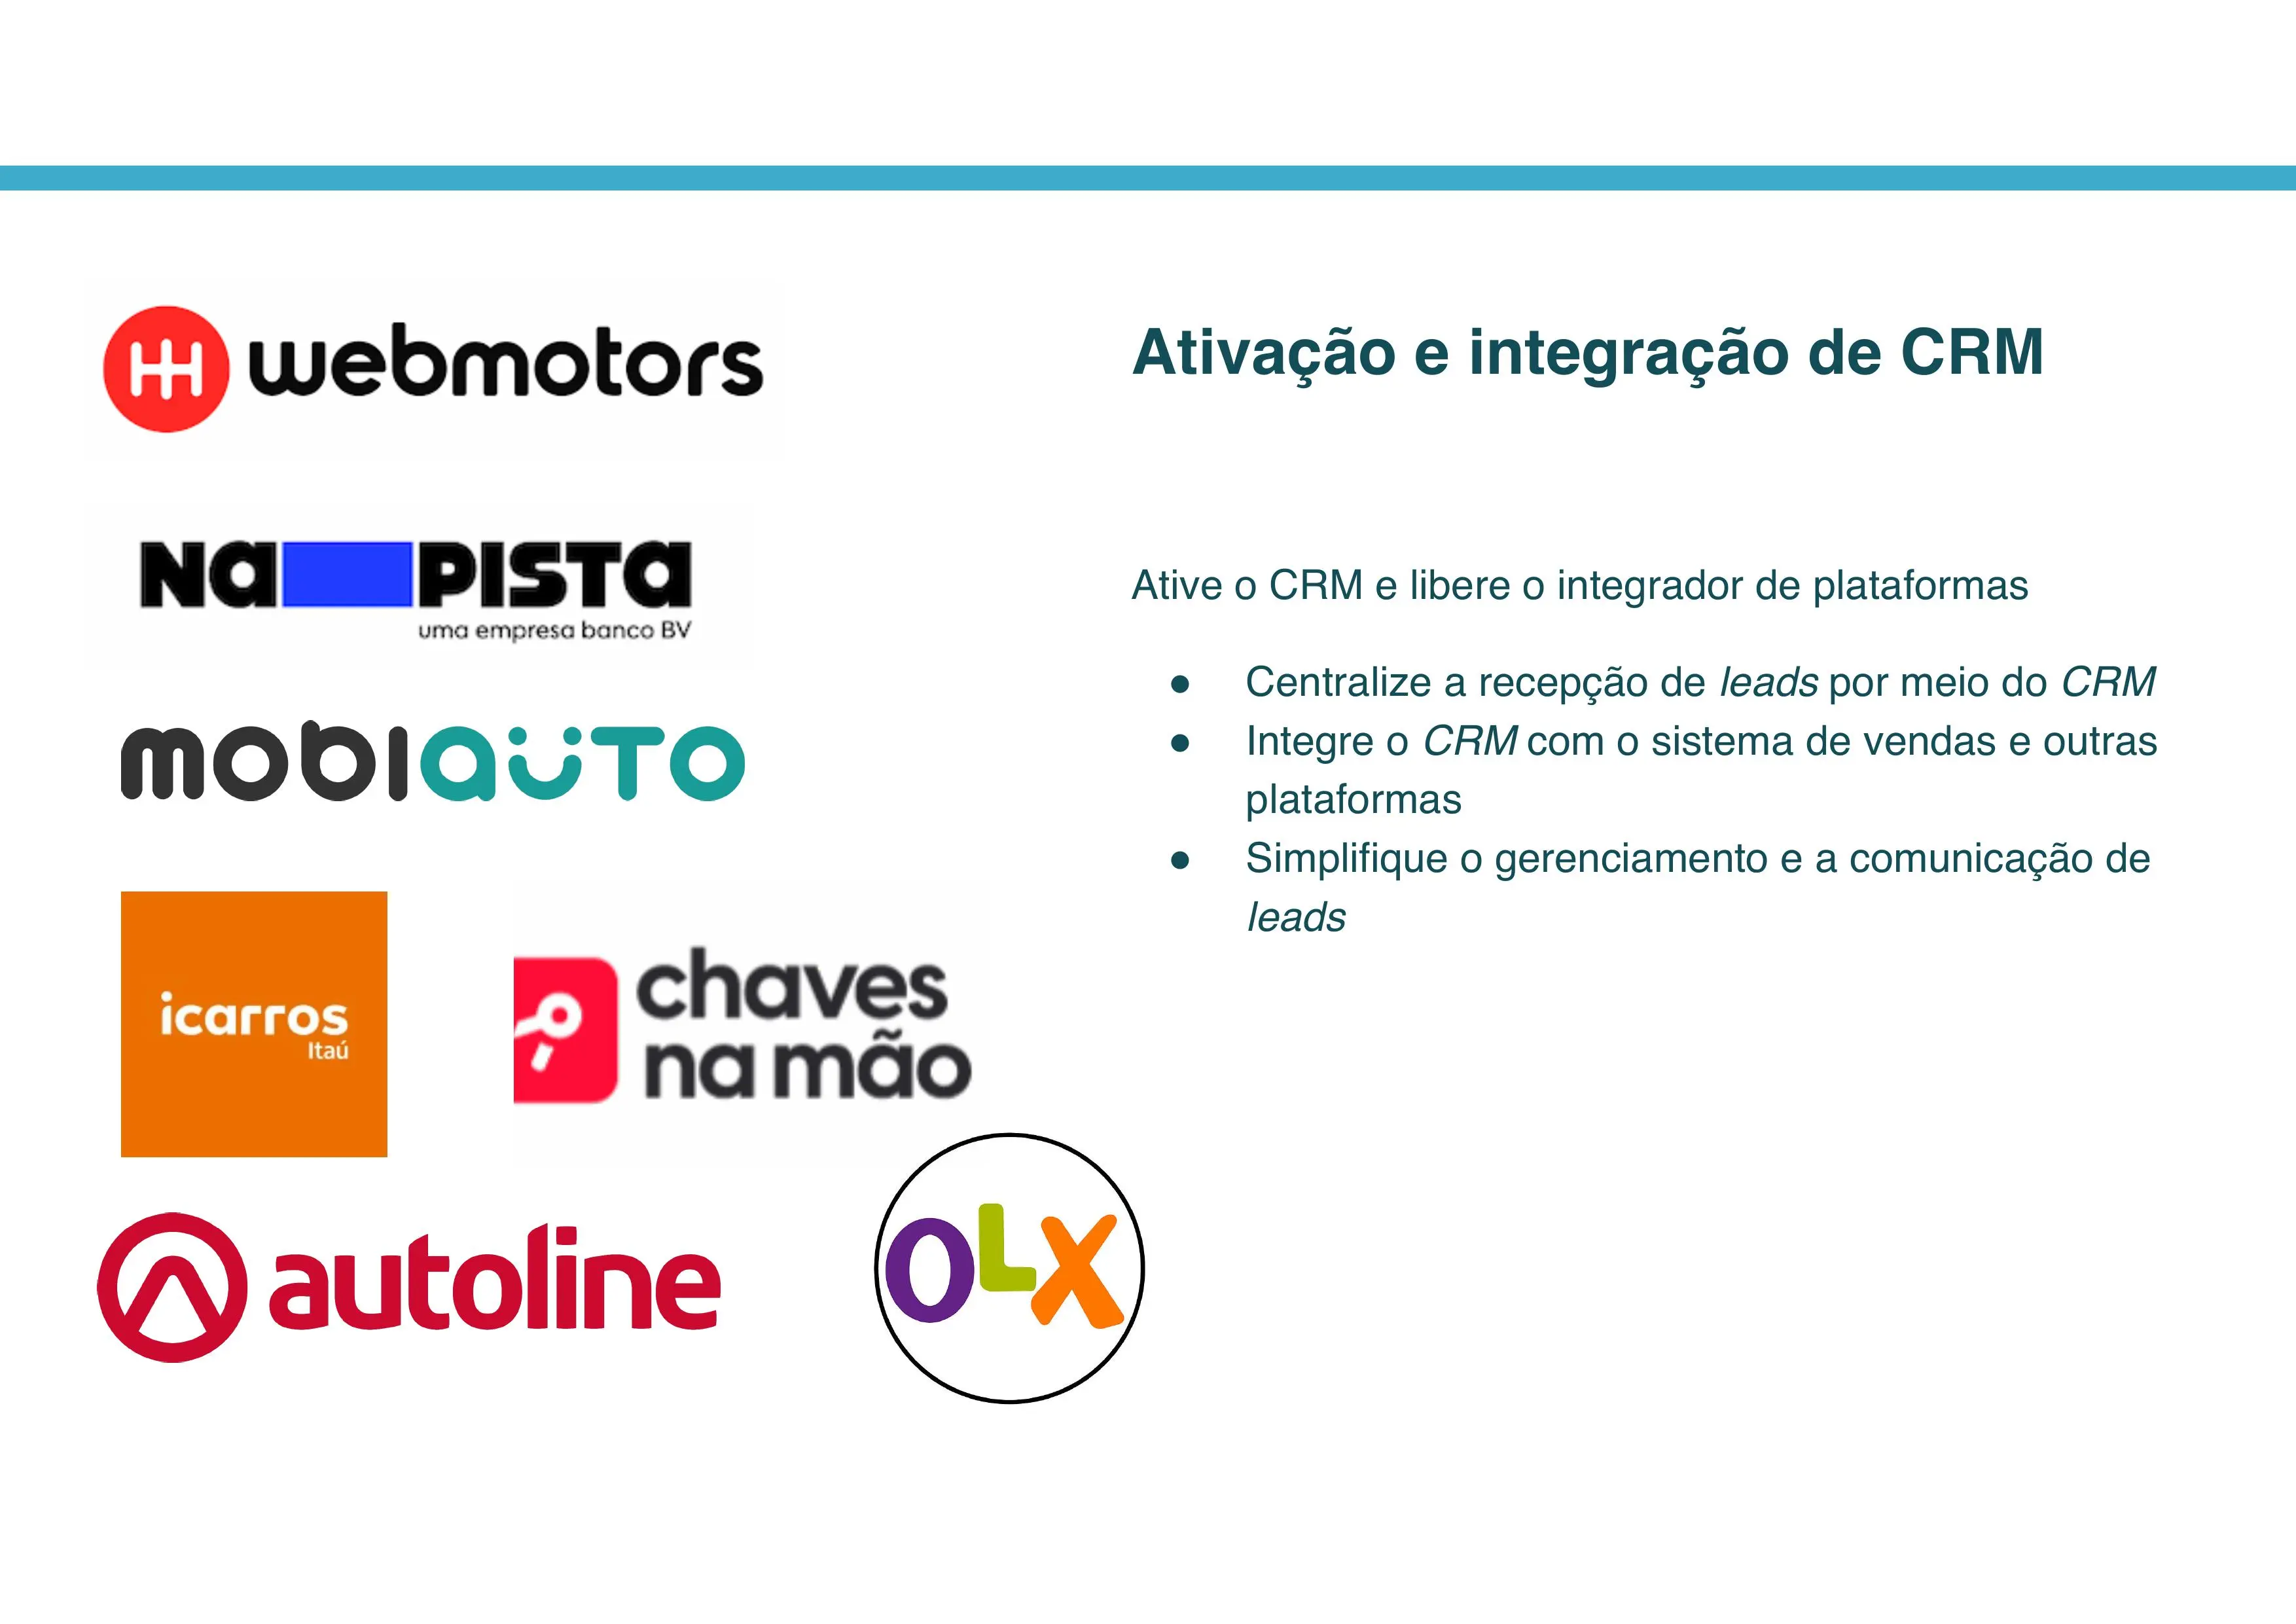 webmotors
Na PISTa
uma empresa banco BV
mobiaüto
icarros
Itaú
chaves
na mão
autoline
OLX
Ativação e integração de CRM
Ative o CRM e libere o integrador de plataformas
● Centralize a recepção de leads por meio do CRM
● Integre o CRM com o sistema de vendas e outras
plataformas
● Simplifique o gerenciamento e a comunicação de
leads